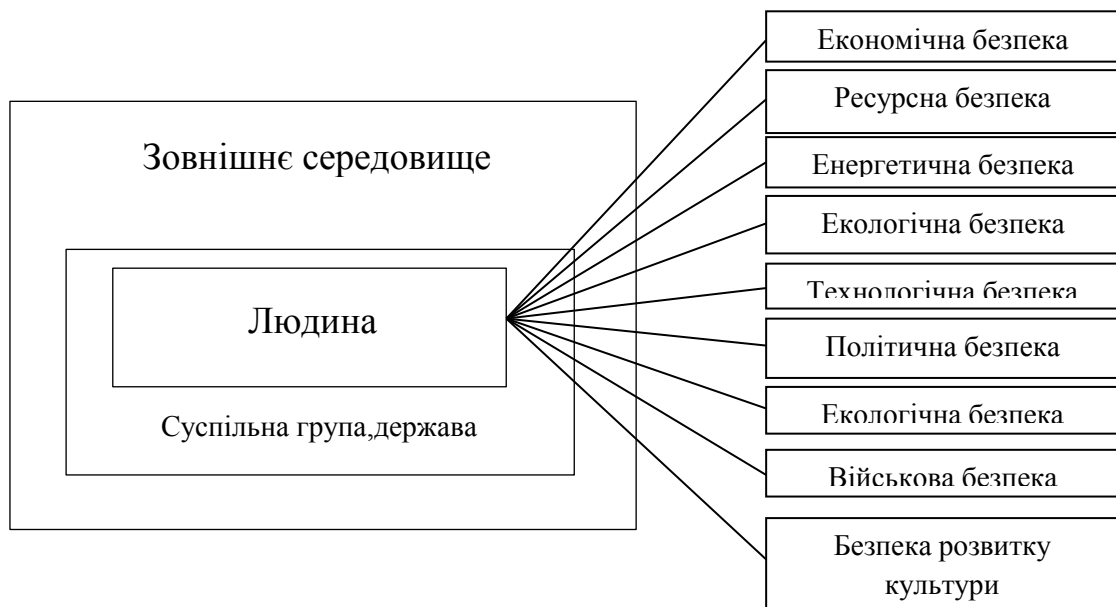 Зовнішнє середовище
Людина
Суспільна група,держава
Економічна безпека
Ресурсна безпека
Енергетична безпека
Екологічна безпека
Технологічна безпека
Політична безпека
Екологічна безпека
Військова безпека
Безпека розвитку
культури